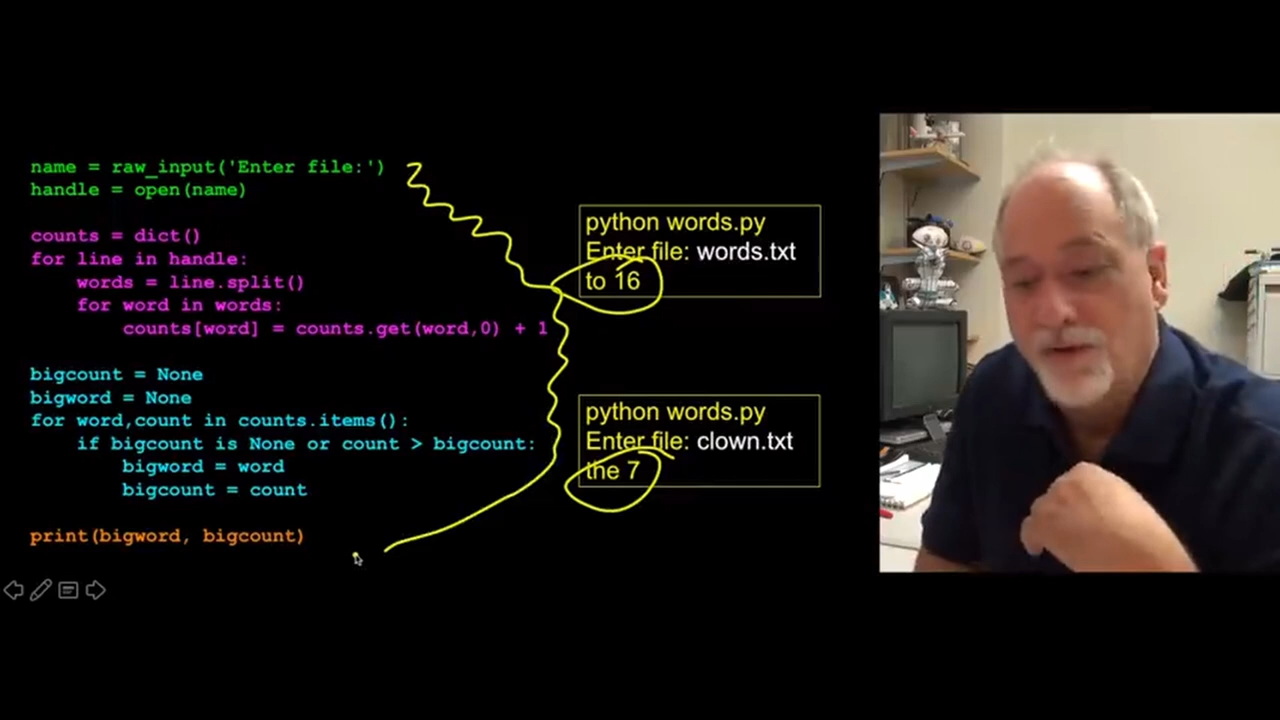 name = raw_input('Enter file:')
handle = open(name)
counts = dict()
for line in handle:
words = line.split()
for word in words:
counts[word] = counts.get(word,0) + 1
bigcount = None
bigword = None
for word,count in counts.items():
if bigcount is None or count > bigcount:
bigword = word
bigcount = count
print(bigword, bigcount)
python words.py
Enter file: words.txt
to 16
python words.py
Enter file: clown.txt
the 7